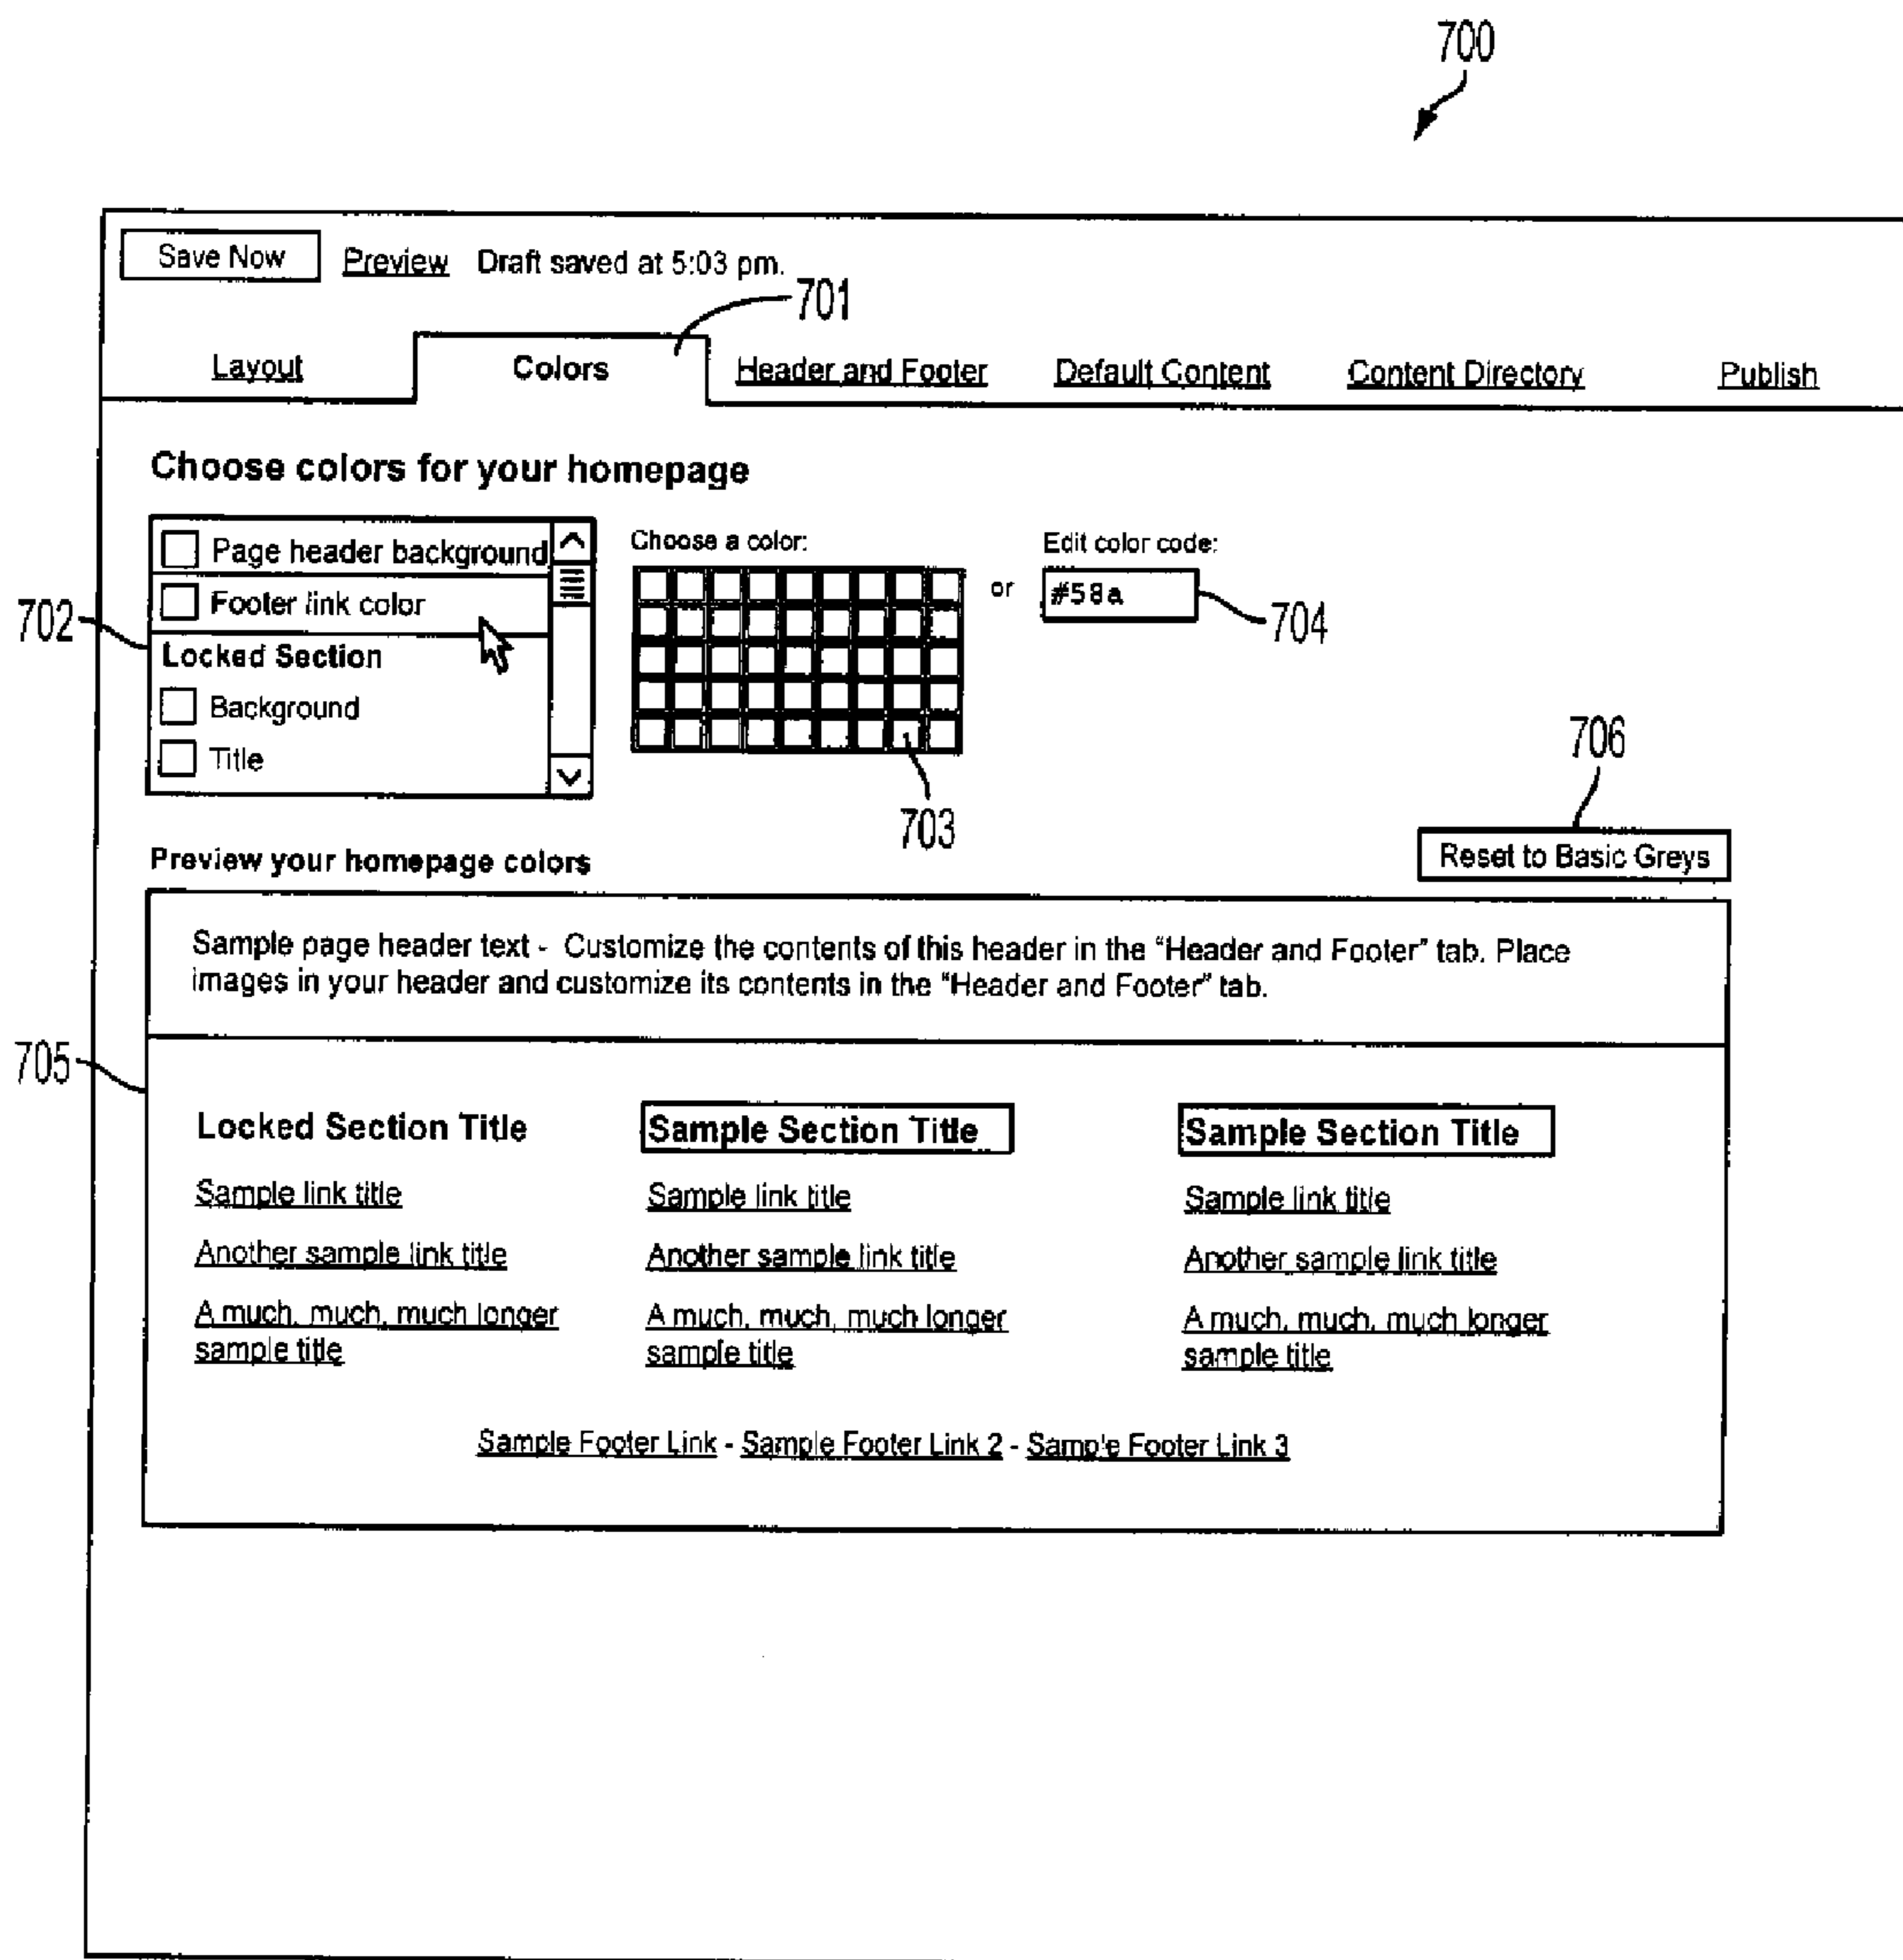 700
Save Now Preview Draft saved at 5:03 pm.
701
Layout Colors Header and Footer Default Content Content Directory Publish
Choose colors for your homepage
Page header background
Footer link color
Locked Section
Background
Title
702
Choose a color:
or
Edit color code:
#58a
704
703
706
Preview your homepage colors
Reset to Basic Greys
Sample page header text - Customize the contents of this header in the “Header and Footer” tab. Place
images in your header and customize its contents in the “Header and Footer” tab.
705
Locked Section Title Sample Section Title Sample Section Title
Sample link title Sample link title Sample link title
Another sample link title Another sample link title Another sample link title
A much, much, much longer A much, much, much longer A much, much, much longer
sample title sample title sample title
Sample Footer Link - Sample Footer Link 2 - Sample Footer Link 3